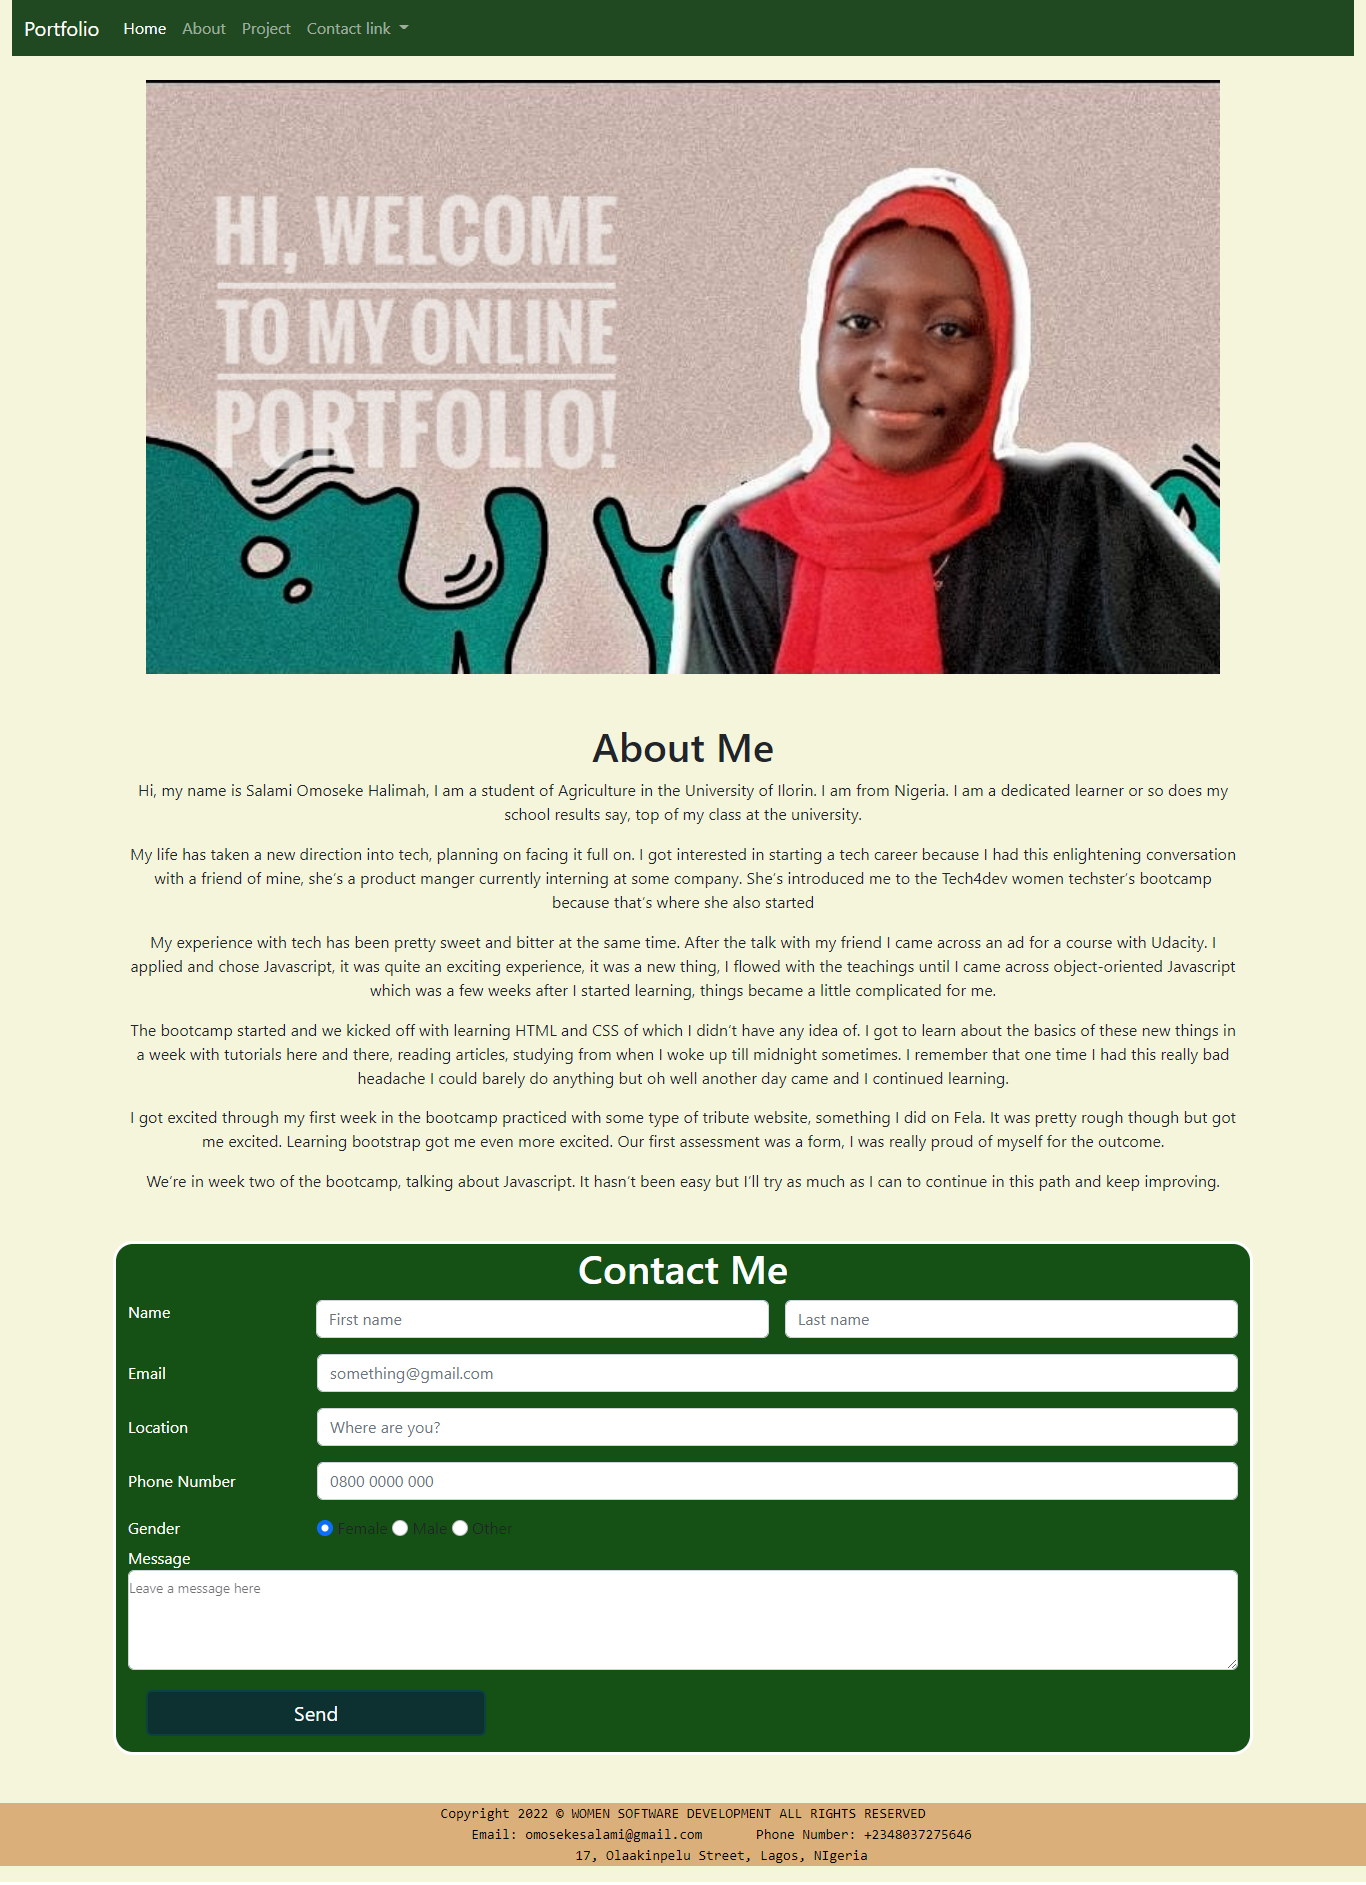 Portfolio Home About Project Contact link
HI, WELCOME
TO MY ONLINE
PORTFOLIO!
About Me
Hi, my name is Salami Omoseke Halimah, I am a student of Agriculture in the University of Ilorin. I am from Nigeria. I am a dedicated learner or so does my
school results say, top of my class at the university.
My life has taken a new direction into tech, planning on facing it full on. I got interested in starting a tech career because I had this enlightening conversation
with a friend of mine, she's a product manger currently interning at some company. She's introduced me to the Tech4dev women techster's bootcamp
because that's where she also started
My experience with tech has been pretty sweet and bitter at the same time. After the talk with my friend I came across an ad for a course with Udacity. I
applied and chose Javascript, it was quite an exciting experience, it was a new thing, I flowed with the teachings until I came across object-oriented Javascript
which was a few weeks after I started learning, things became a little complicated for me.
The bootcamp started and we kicked off with learning HTML and CSS of which I didn't have any idea of. I got to learn about the basics of these new things in
a week with tutorials here and there, reading articles, studying from when I woke up till midnight sometimes. I remember that one time I had this really bad
headache I could barely do anything but oh well another day came and I continued learning.
I got excited through my first week in the bootcamp practiced with some type of tribute website, something I did on Fela. It was pretty rough though but got
me excited. Learning bootstrap got me even more excited. Our first assessment was a form, I was really proud of myself for the outcome.
We're in week two of the bootcamp, talking about Javascript. It hasn't been easy but I'll try as much as I can to continue in this path and keep improving.
Contact Me
Name First name Last name
Email something@gmail.com
Location Where are you?
Phone Number 0800 0000 000
Gender Female Male Other
Message
Leave a message here
Send
Copyright 2022 © WOMEN SOFTWARE DEVELOPMENT ALL RIGHTS RESERVED
Email: omosekesalami@gmail.com Phone Number: +2348037275646
17, Olaakinpelu Street, Lagos, NIgeria